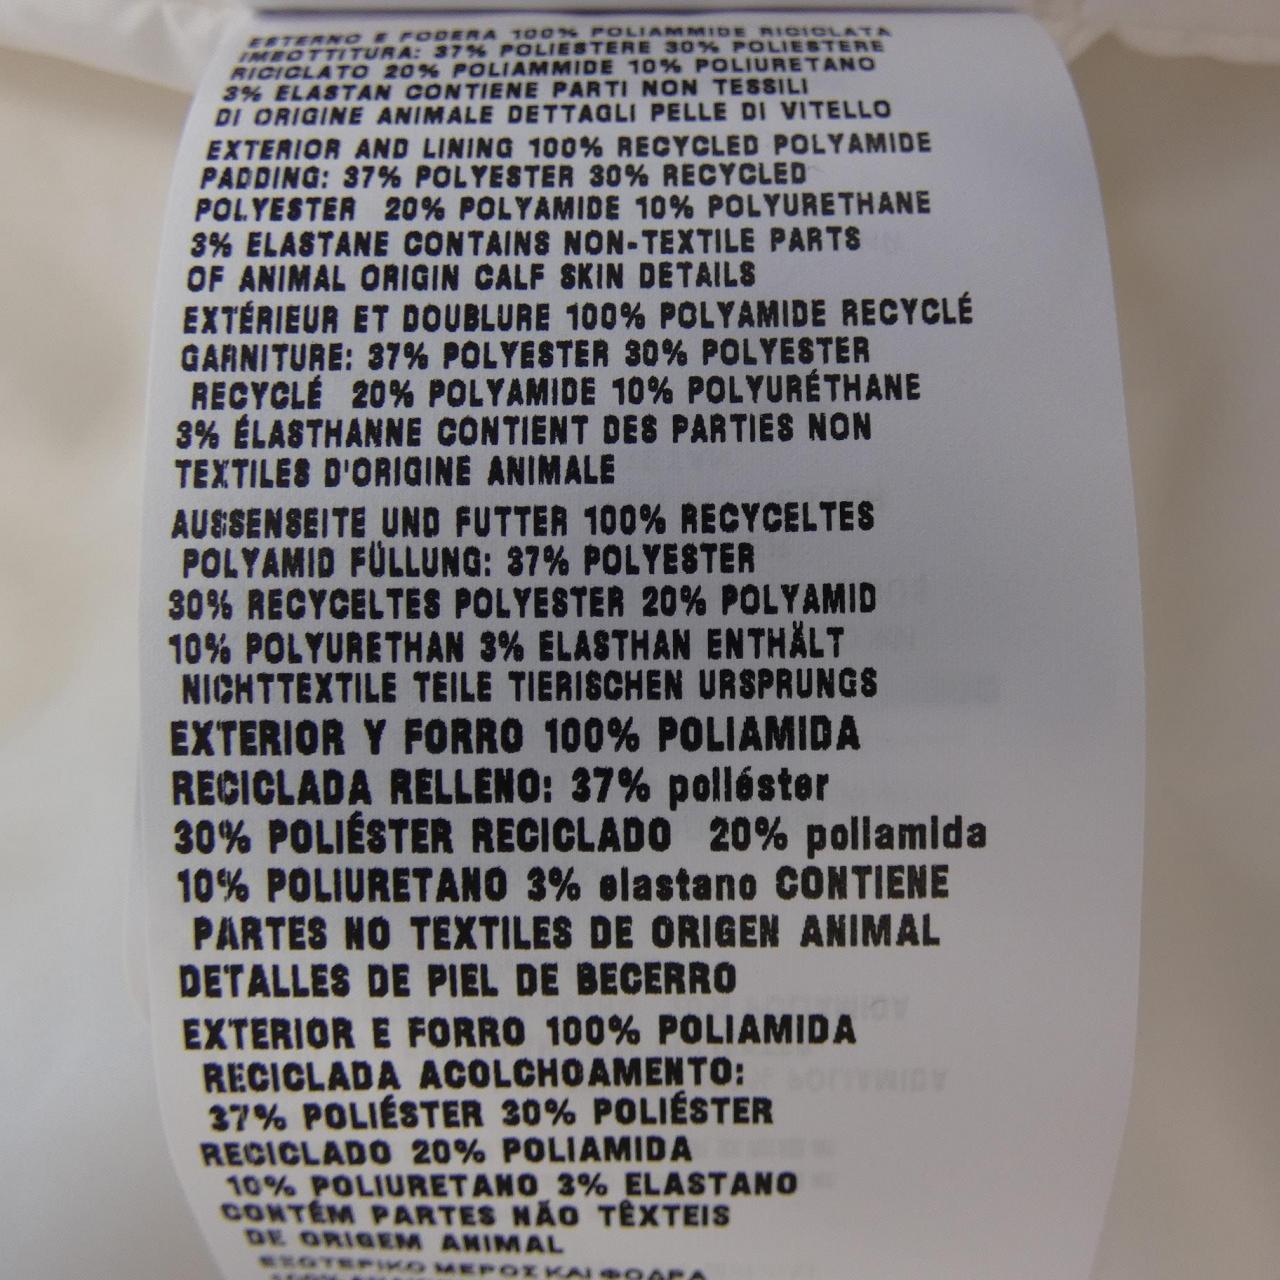 ESTERNO E FODERA 100% POLIAMMIDE RICICLATA
IMBOTTITURA: 37% POLIESTERE 30% POLIESTERE
RICICLATO 20% POLIAMMIDE 10% POLIURETANO
3% ELASTAN CONTIENE PARTI NON TESSILI
DI ORIGINE ANIMALE DETTAGLI PELLE DI VITELLO
EXTERIOR AND LINING 100% RECYCLED POLYAMIDE
PADDING: 37% POLYESTER 30% RECYCLED
POLYESTER 20% POLYAMIDE 10% POLYURETHANE
3% ELASTANE CONTAINS NON-TEXTILE PARTS
OF ANIMAL ORIGIN CALF SKIN DETAILS
EXTÉRIEUR ET DOUBLURE 100% POLYAMIDE RECYCLÉ
GARNITURE: 37% POLYESTER 30% POLYESTER
RECYCLÉ 20% POLYAMIDE 10% POLYURÉTHANE
3% ÉLASTHANNE CONTIENT DES PARTIES NON
TEXTILES D'ORIGINE ANIMALE
AUSSENSEITE UND FUTTER 100% RECYCELTES
POLYAMID FÜLLUNG: 37% POLYESTER
30% RECYCELTES POLYESTER 20% POLYAMID
10% POLYURETHAN 3% ELASTHAN ENTHÄLT
NICHTTEXTILE TEILE TIERISCHEN URSPRUNGS
EXTERIOR Y FORRO 100% POLIAMIDA
RECICLADA RELLENO: 37% poliéster
30% POLIÉSTER RECICLADO 20% poliamida
10% POLIURETANO 3% elastano CONTIENE
PARTES NO TEXTILES DE ORIGEN ANIMAL
DETALLES DE PIEL DE BECERRO
EXTERIOR E FORRO 100% POLIAMIDA
RECICLADA ACOLCHOAMENTO:
37% POLIÉSTER 30% POLIÉSTER
RECICLADO 20% POLIAMIDA
10% POLIURETANO 3% ELASTANO
CONTÉM PARTES NÃO TÊXTEIS
DE ORIGEM ANIMAL
ΕΞΩΤΕΡΙΚΟ ΜΕΡΟΣ ΚΑΙ ΦΟΔΡΑ